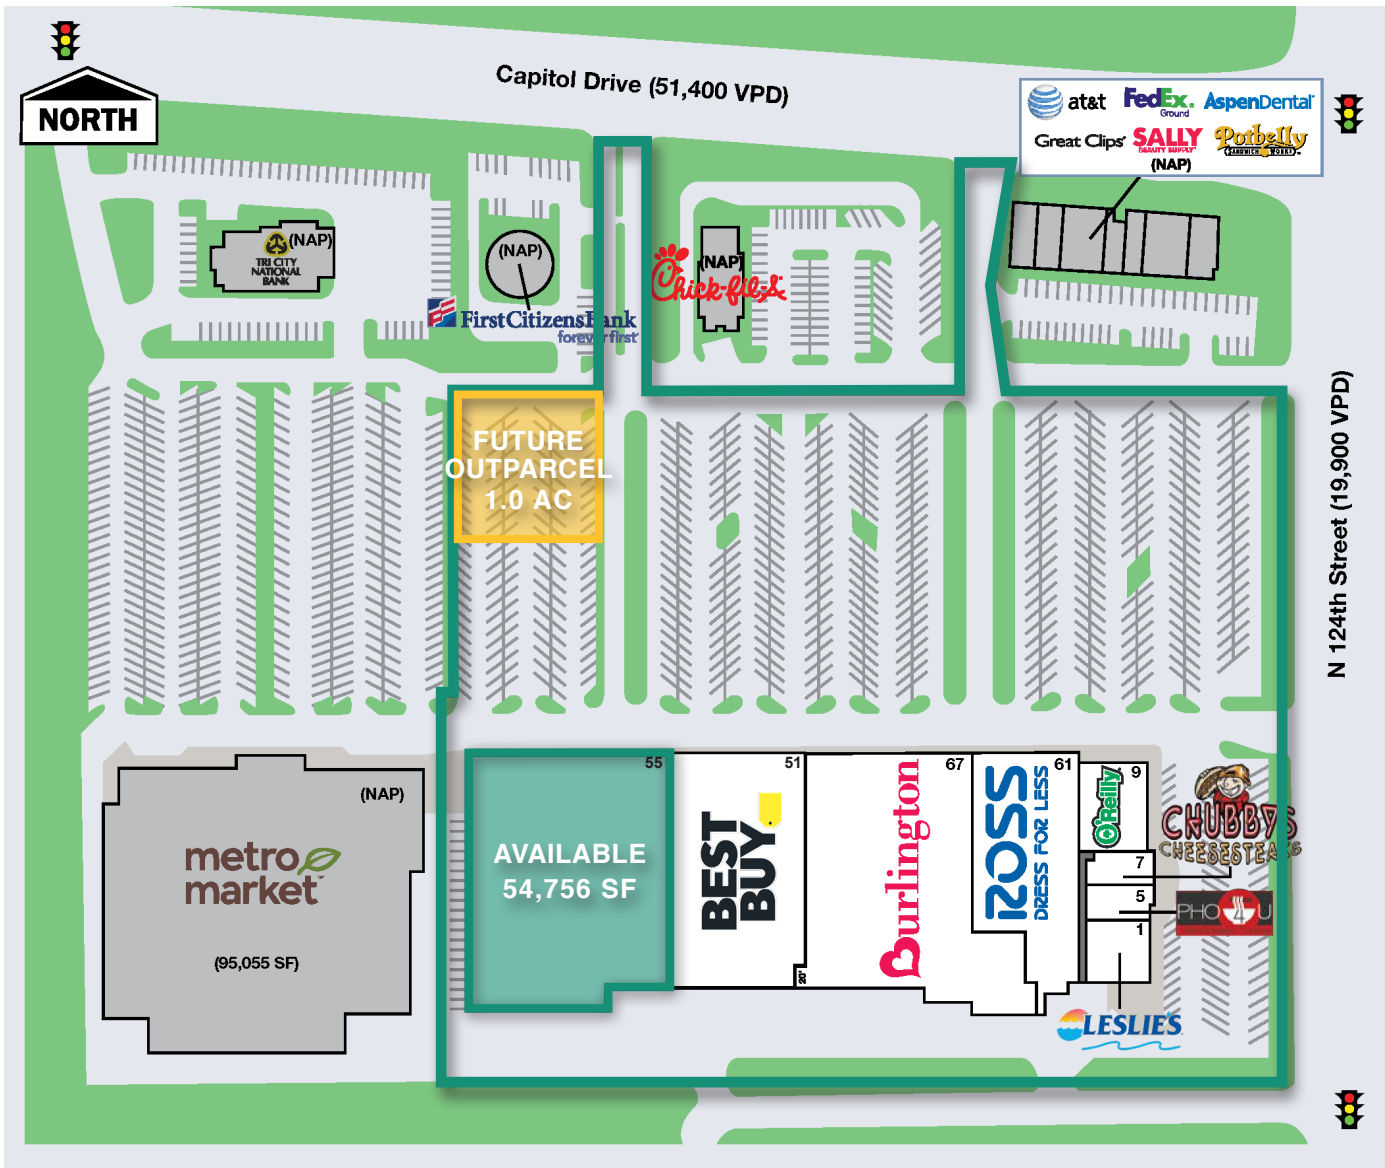 NORTH
Capitol Drive (51,400 VPD)
at&t
FedEx.
Ground
AspenDental
Great Clips
SALLY
BEAUTY SUPPLY
Potbelly
SANDWICH WORKS
(NAP)
(NAP)
TRI CITY
NATIONAL
BANK
(NAP)
First Citizens Bank
forever first
(NAP)
Chick-fil-A
N 124th Street (19,900 VPD)
FUTURE
OUTPARCEL
1.0 AC
(NAP)
metro
market
(95,055 SF)
55
AVAILABLE
54,756 SF
51
BEST
BUY
20'
67
Burlington
61
ROSS
DRESS FOR LESS
9
O'Reilly
7
CHUBBY'S
CHEESESTEAKS
5
PHO4U
1
LESLIE'S